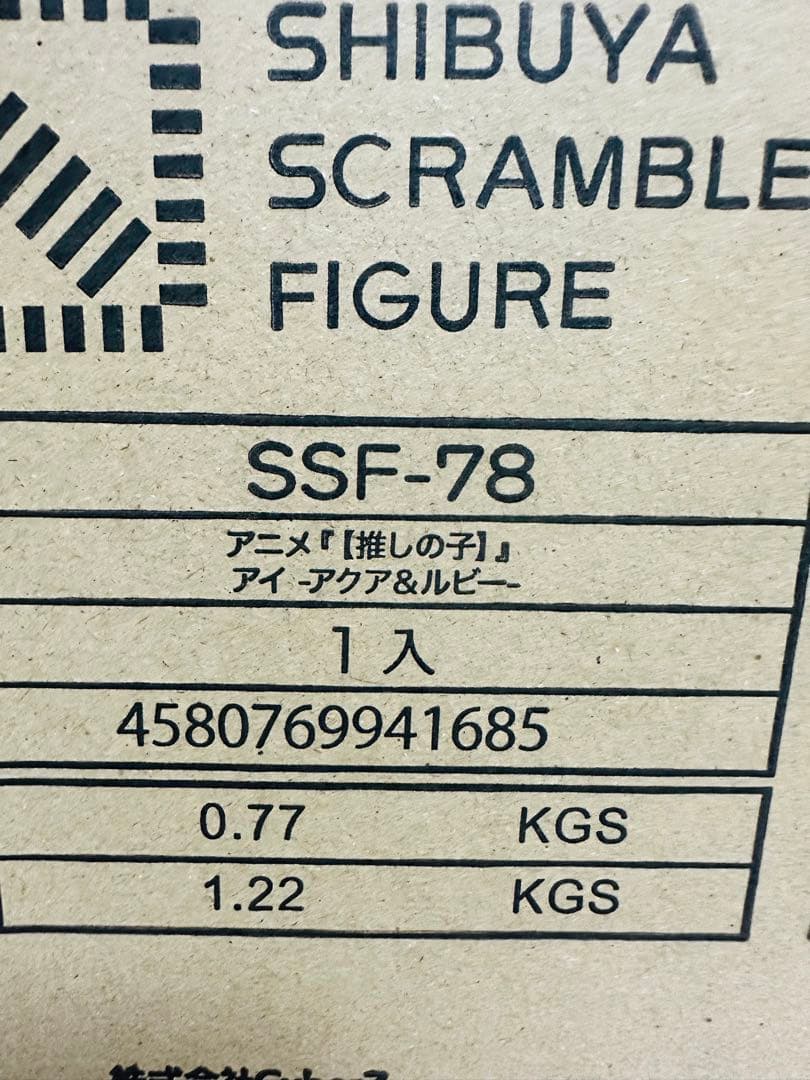 SHIBUYA
SCRAMBLE
FIGURE
SSF-78
アニメ『【推しの子】』
アイ -アクア&ルビー-
1 入
4580769941685
0.77 KGS
1.22 KGS